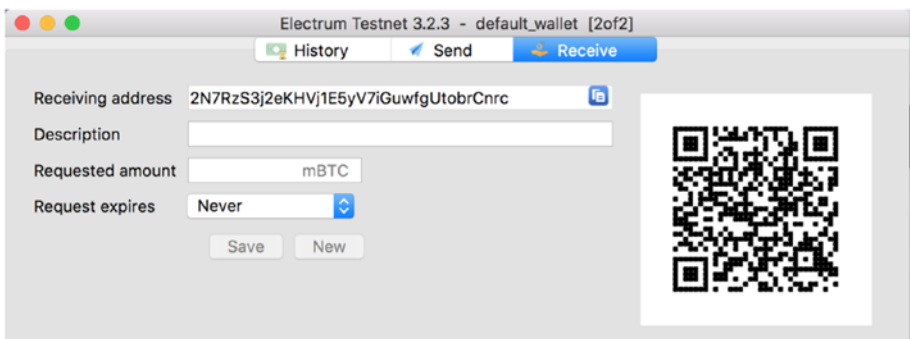 Electrum Testnet 3.2.3 - default_wallet [2of2]
History Send Receive
Receiving address 2N7RzS3j2eKHVj1E5yV7iGuwfgUtobrCnrc
Description
Requested amount mBTC
Request expires Never
Save New